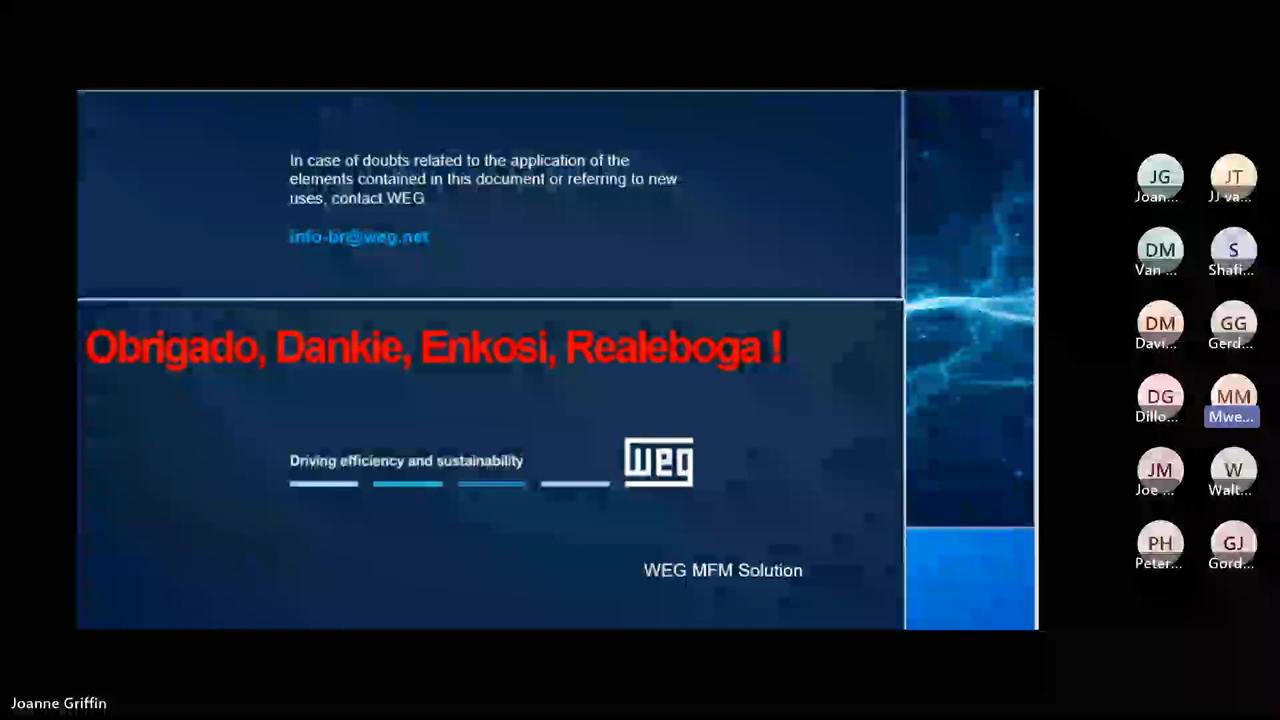 In case of doubts related to the application of the
elements contained in this document or referring to new
uses, contact WEG
info-br@weg.net
Obrigado, Dankie, Enkosi, Realeboga !
Driving efficiency and sustainability
weg
WEG MFM Solution
JG
Joan...
JT
JJ va...
DM
Van ...
S
Shafi...
DM
Davi...
GG
Gerd...
DG
Dillo...
MM
Mwe...
JM
Joe ...
W
Walt...
PH
Peter...
GJ
Gord...
Joanne Griffin